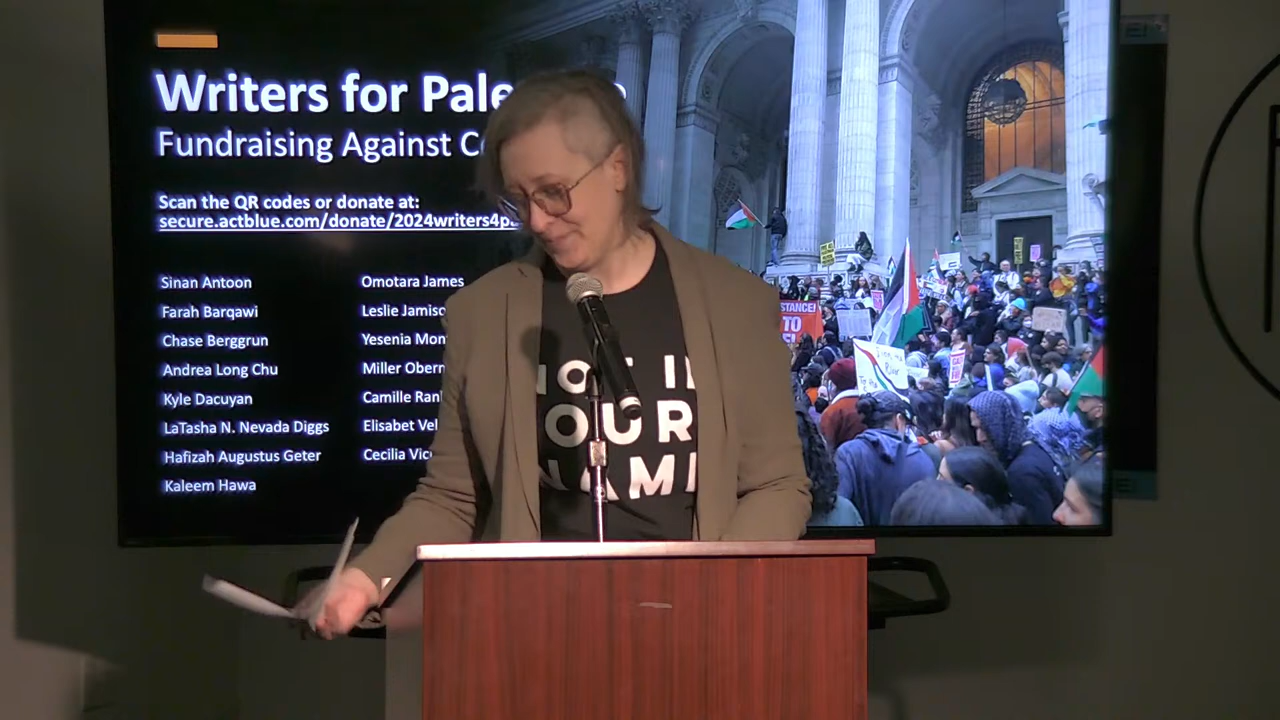 Writers for Pale
Fundraising Against C
Scan the QR codes or donate at:
secure.actblue.com/donate/2024writers4p
Sinan Antoon
Farah Barqawi
Chase Berggrun
Andrea Long Chu
Kyle Dacuyan
LaTasha N. Nevada Diggs
Hafizah Augustus Geter
Kaleem Hawa
Omotara James
Leslie Jamiso
Yesenia Mon
Miller Obern
Camille Ran
Elisabet Vel
Cecilia Vic
NOT IN
OUR
NAME
STANCE!
TO